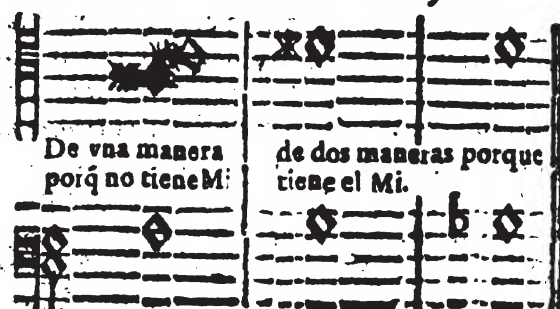 De vna manera
porq̃ no tiene Mi
de dos maneras porque
tiene el Mi.